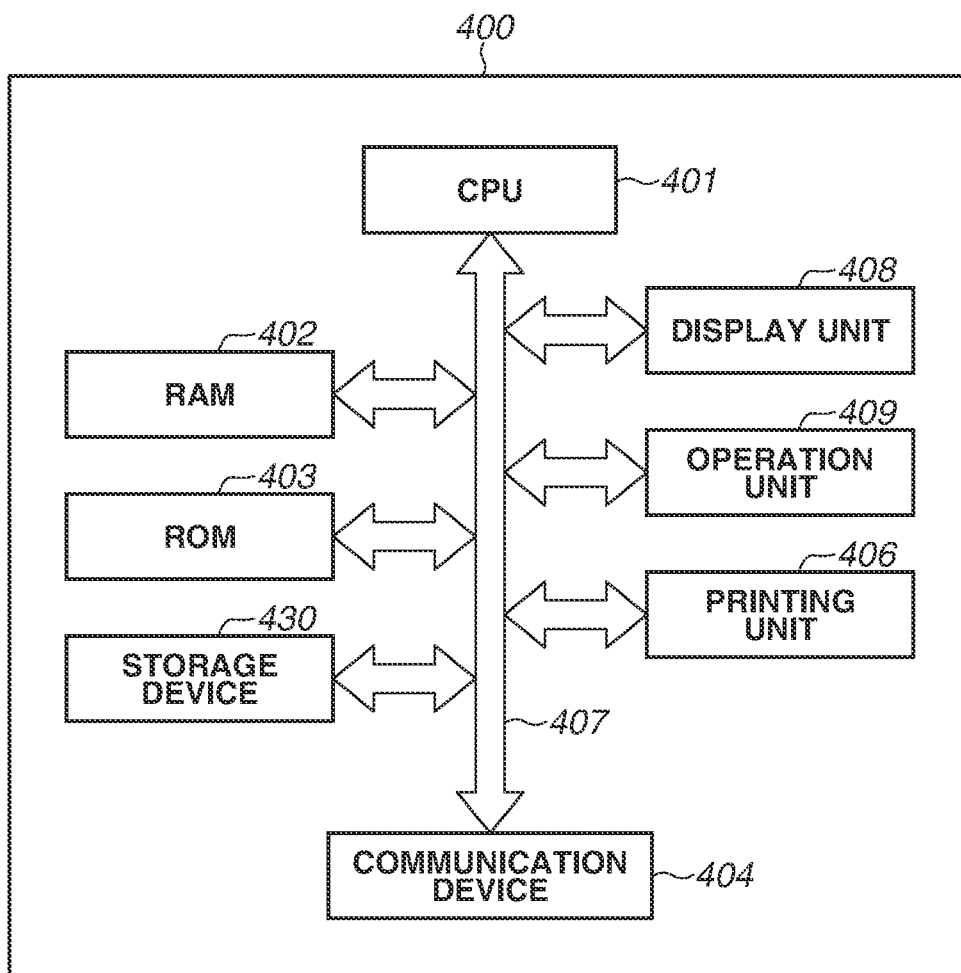 400
CPU
401
408
DISPLAY UNIT
402
RAM
409
OPERATION
UNIT
403
ROM
406
PRINTING
UNIT
430
STORAGE
DEVICE
407
COMMUNICATION
DEVICE
404